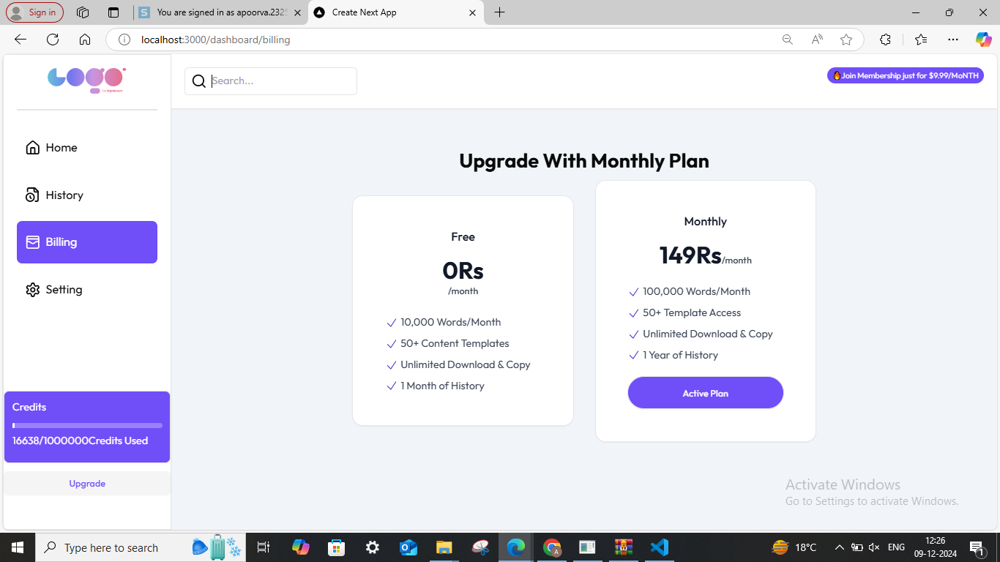 Sign in
You are signed in as apoorva.2325
Create Next App
localhost:3000/dashboard/billing
LOGO
Search...
🔥Join Membership just for $9.99/MoNTH
Home
History
Billing
Setting
Credits
16638/1000000Credits Used
Upgrade
Upgrade With Monthly Plan
Free
0Rs
/month
10,000 Words/Month
50+ Content Templates
Unlimited Download & Copy
1 Month of History
Monthly
149Rs/month
100,000 Words/Month
50+ Template Access
Unlimited Download & Copy
1 Year of History
Active Plan
Activate Windows
Go to Settings to activate Windows.
Type here to search
18°C
ENG
12:26
09-12-2024
1